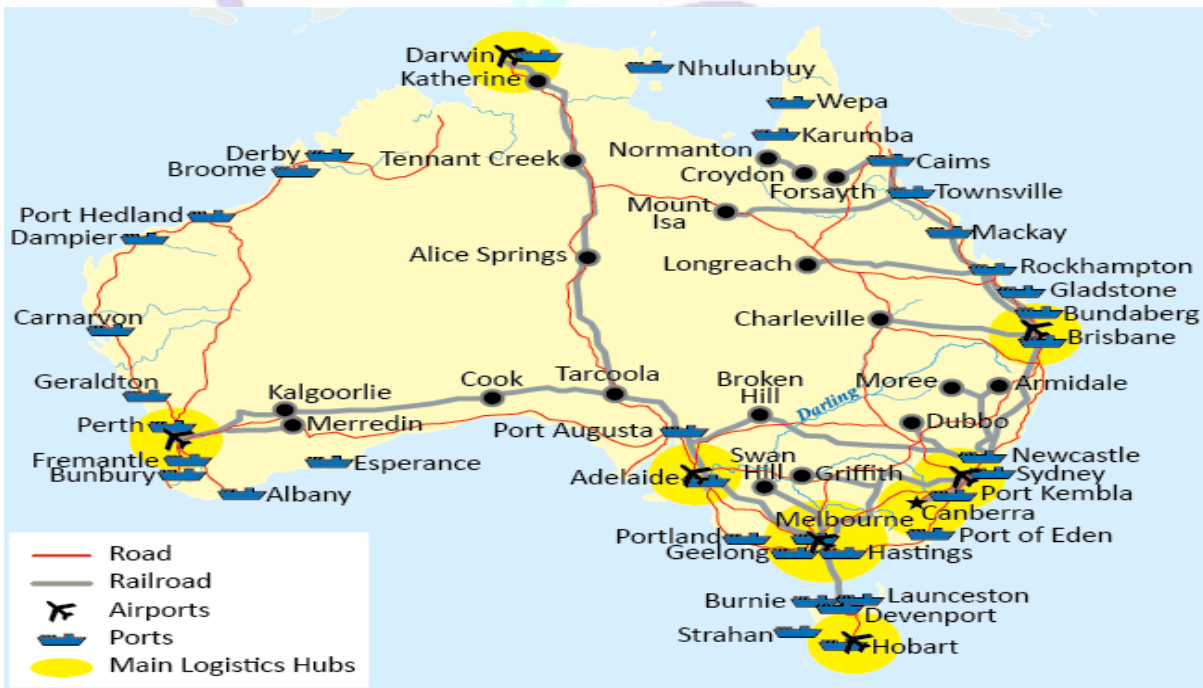 Darwin
Katherine
Nhulunbuy
Wepa
Karumba
Normanton
Croydon
Forsayth
Caims
Derby
Broome
Tennant Creek
Townsville
Mount
Isa
Port Hedland
Dampier
Mackay
Alice Springs
Longreach
Rockhampton
Gladstone
Carnarvon
Charleville
Bundaberg
Brisbane
Geraldton
Kalgoorlie
Cook
Tarcoola
Broken
Hill
Moree
Armidale
Darling
Perth
Merredin
Port Augusta
Dubbo
Fremantle
Bunbury
Esperance
Albany
Adelaide
Swan
Hill
Griffith
Newcastle
Sydney
Port Kembla
Canberra
Melbourne
Portland
Geelong
Hastings
Port of Eden
Burnie
Launceston
Devenport
Strahan
Hobart
Road
Railroad
Airports
Ports
Main Logistics Hubs